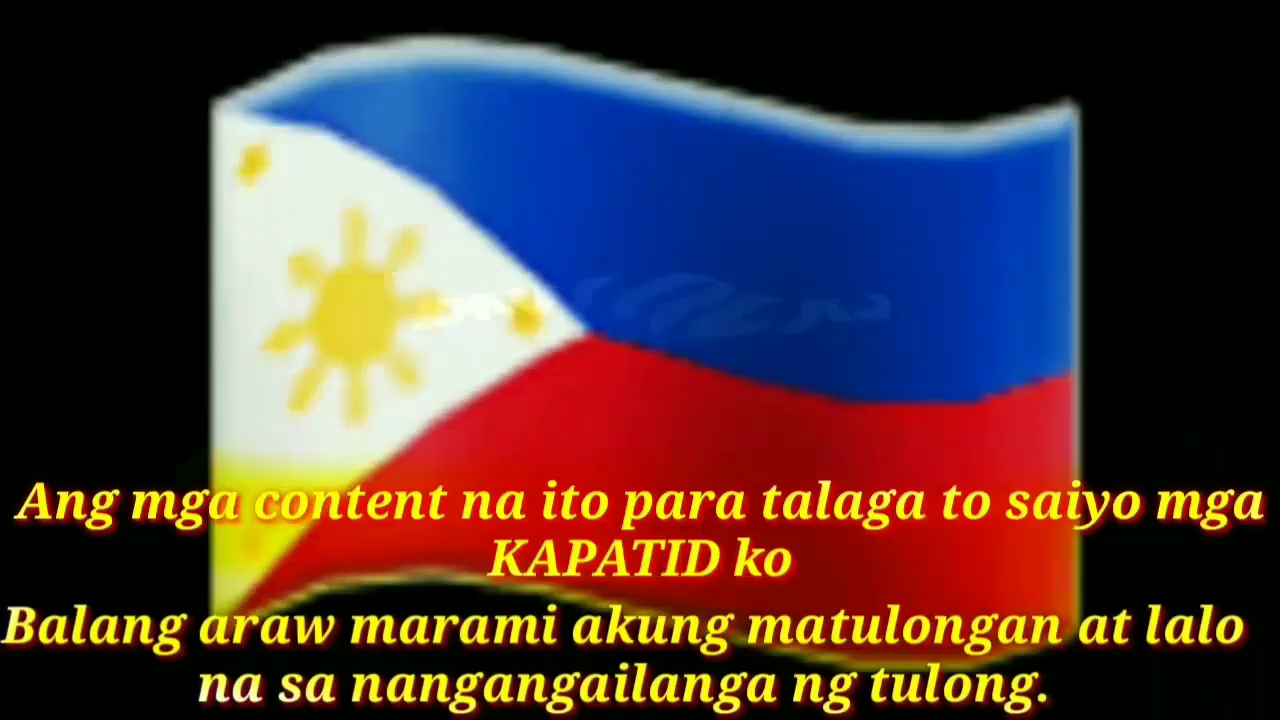 Ang mga content na ito para talaga to saiyo mga
KAPATID ko
Balang araw marami akung matulongan at lalo
na sa nangangailanga ng tulong.